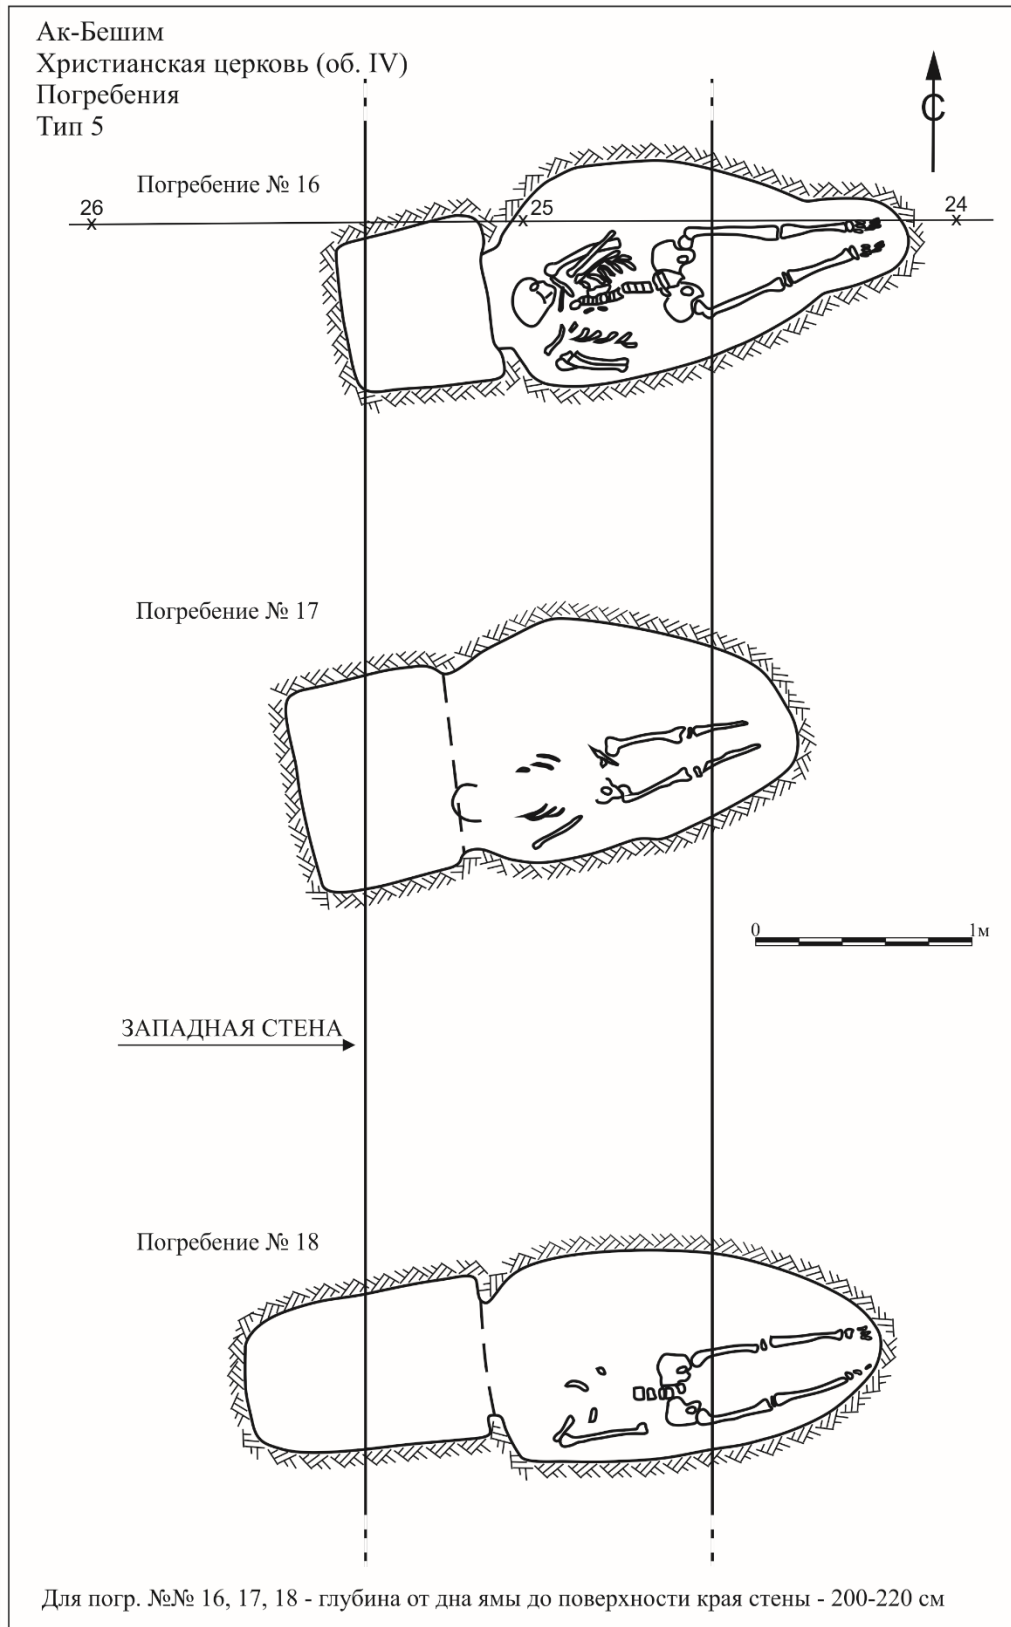 Ак-Бешим
Христианская церковь (об. IV)
Погребения
Тип 5
С
Погребение № 16
26
25
24
Погребение № 17
0
1м
ЗАПАДНАЯ СТЕНА
Погребение № 18
Для погр. №№ 16, 17, 18 - глубина от дна ямы до поверхности края стены - 200-220 см